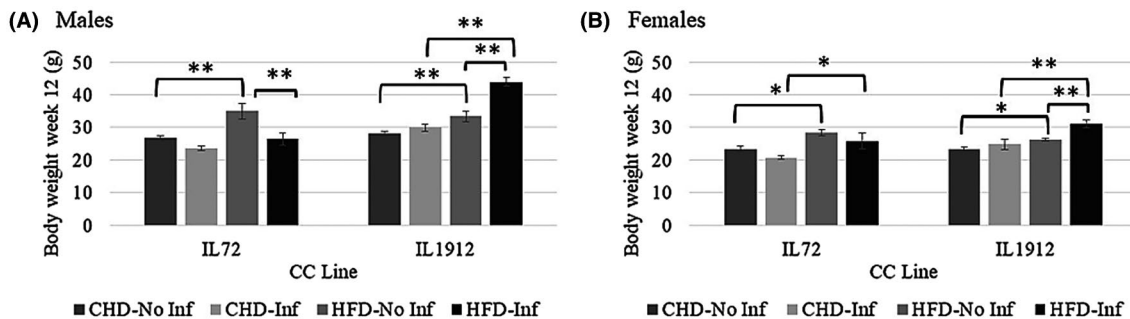 (A) Males
Body weight week 12 (g)
50
40
30
20
10
0
** ** ** ** **
IL72 IL1912
CC Line
CHD-No Inf CHD-Inf HFD-No Inf HFD-Inf
(B) Females
Body weight week 12 (g)
50
40
30
20
10
0
* * * ** **
IL72 IL1912
CC Line
CHD-No Inf CHD-Inf HFD-No Inf HFD-Inf